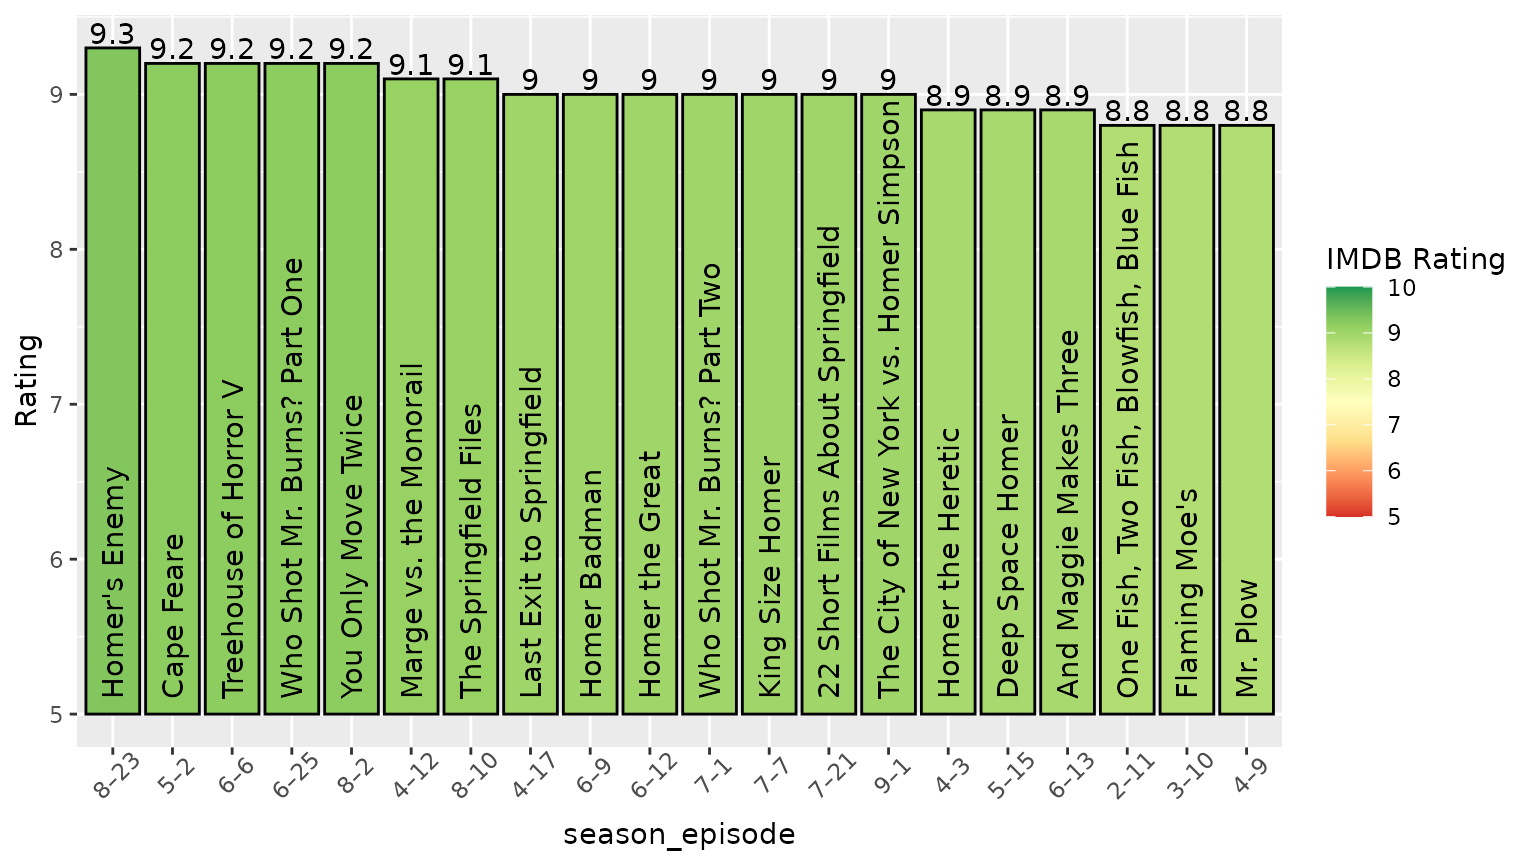 9.3
9.2
9.2
9.2
9.2
9.1
9.1
9
9
9
9
9
9
9
8.9
8.9
8.9
8.8
8.8
8.8
Homer's Enemy
Cape Feare
Treehouse of Horror V
Who Shot Mr. Burns? Part One
You Only Move Twice
Marge vs. the Monorail
The Springfield Files
Last Exit to Springfield
Homer Badman
Homer the Great
Who Shot Mr. Burns? Part Two
King Size Homer
22 Short Films About Springfield
The City of New York vs. Homer Simpson
Homer the Heretic
Deep Space Homer
And Maggie Makes Three
One Fish, Two Fish, Blowfish, Blue Fish
Flaming Moe's
Mr. Plow
Rating
9
8
7
6
5
8-23
5-2
6-6
6-25
8-2
4-12
8-10
4-17
6-9
6-12
7-1
7-7
7-21
9-1
4-3
5-15
6-13
2-11
3-10
4-9
season_episode
IMDB Rating
10
9
8
7
6
5